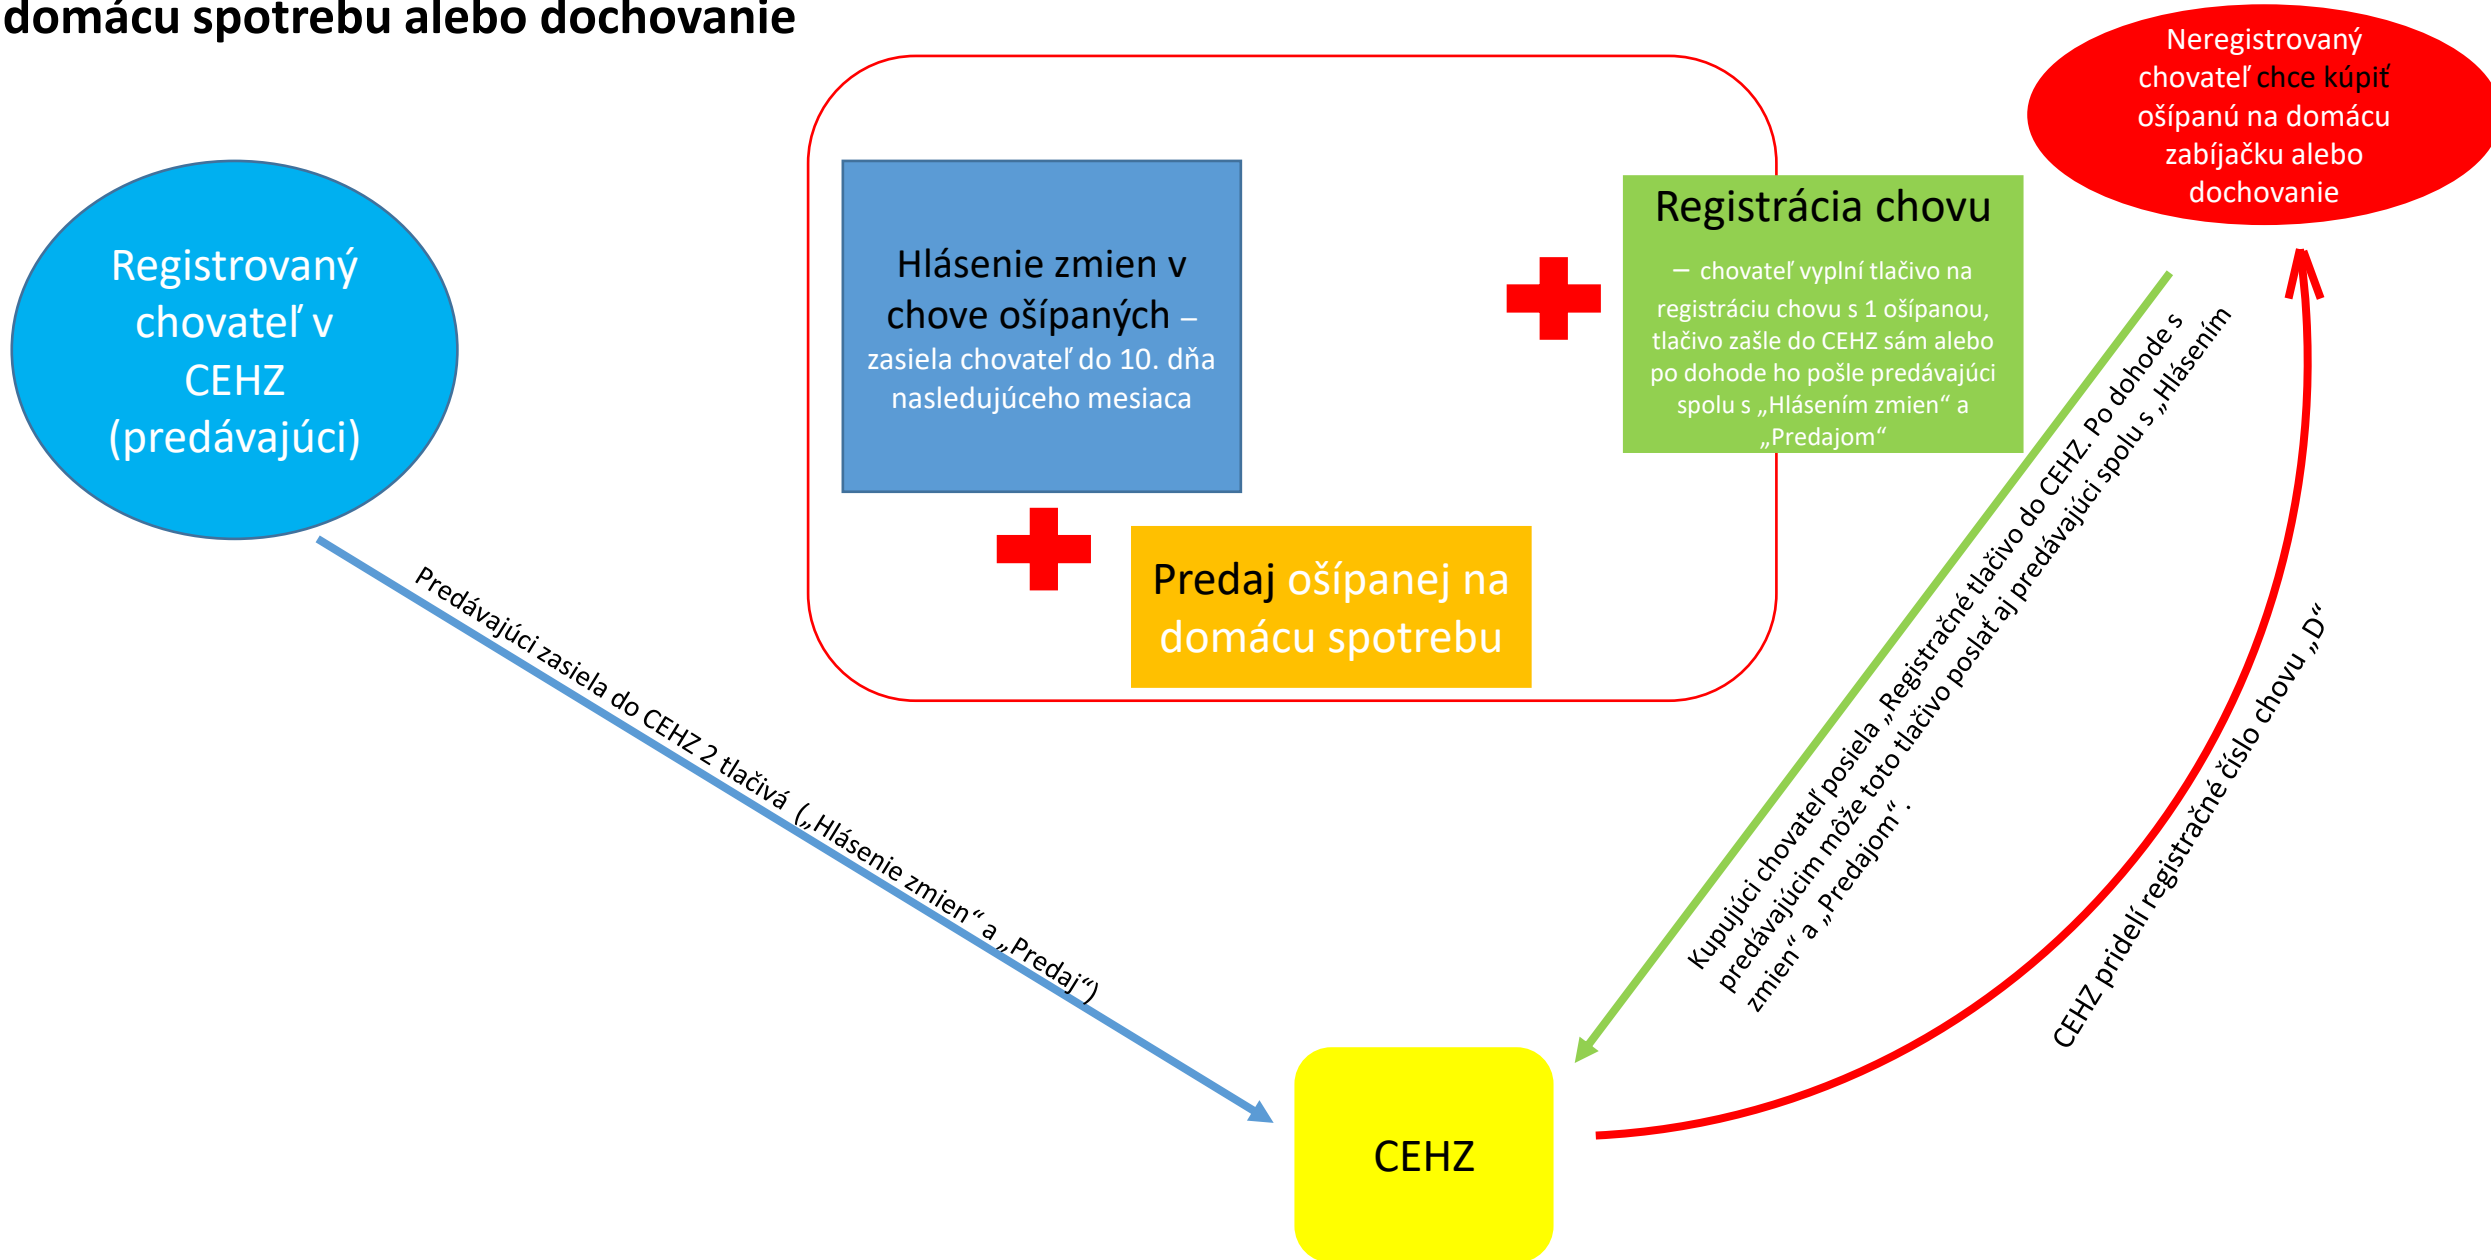 domácu spotrebu alebo dochovanie
Neregistrovaný
chovateľ chce kúpiť
ošípanú na domácu
zabíjačku alebo
dochovanie
Registrovaný
chovateľ v
CEHZ
(predávajúci)
Hlásenie zmien v
chove ošípaných –
zasiela chovateľ do 10. dňa
nasledujúceho mesiaca
Registrácia chovu
– chovateľ vyplní tlačivo na
registráciu chovu s 1 ošípanou,
tlačivo zašle do CEHZ sám alebo
po dohode ho pošle predávajúci
spolu s „Hlásením zmien“ a
„Predajom“
Predaj ošípanej na
domácu spotrebu
Predávajúci zasiela do CEHZ 2 tlačivá („Hlásenie zmien“ a „Predaj“)
Kupujúci chovateľ posiela „Registračné tlačivo do CEHZ. Po dohode s
predávajúcim môže toto tlačivo poslať aj predávajúci spolu s „Hlásením
zmien“ a „Predajom“.
CEHZ pridelí registračné číslo chovu „D“
CEHZ